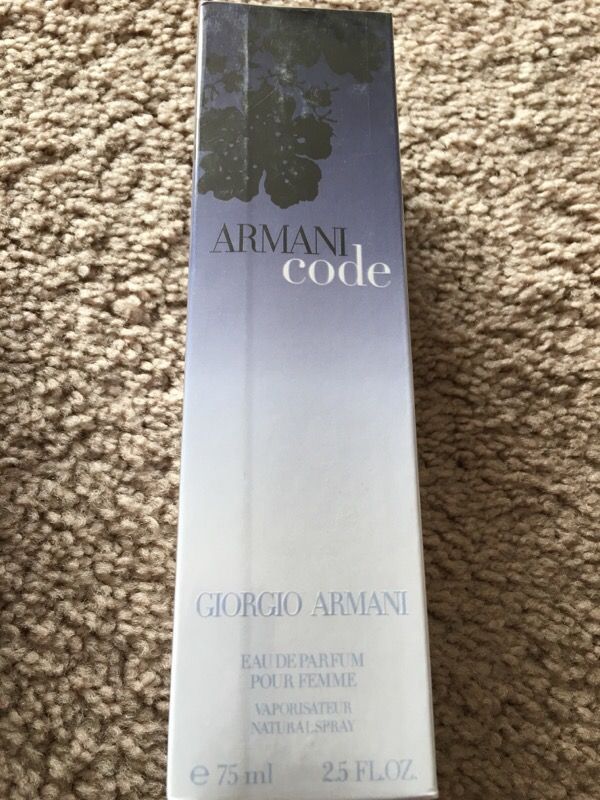 ARMANI
code
GIORGIO ARMANI
EAU DE PARFUM
POUR FEMME
VAPORISATEUR
NATURAL SPRAY
e 75 ml 2.5 FL.OZ.